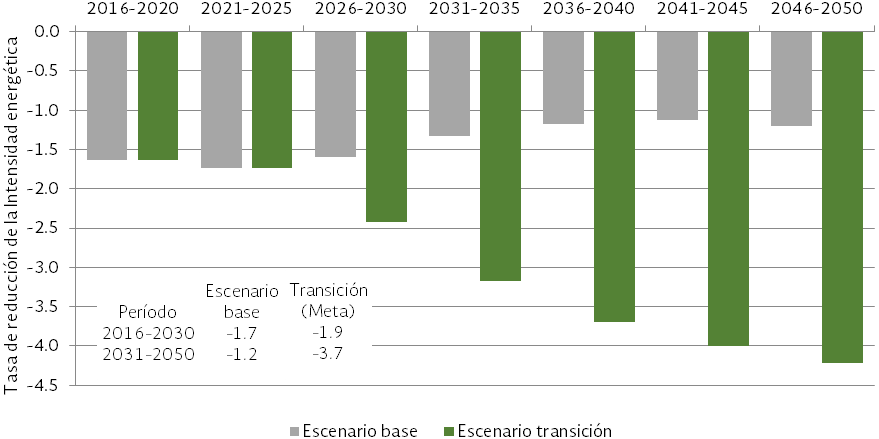 2016-2020 2021-2025 2026-2030 2031-2035 2036-2040 2041-2045 2046-2050
Tasa de reducción de la Intensidad energética
0.0
-0.5
-1.0
-1.5
-2.0
-2.5
-3.0
-3.5
-4.0
-4.5
Período Escenario base Transición (Meta)
2016-2030 -1.7 -1.9
2031-2050 -1.2 -3.7
Escenario base Escenario transición